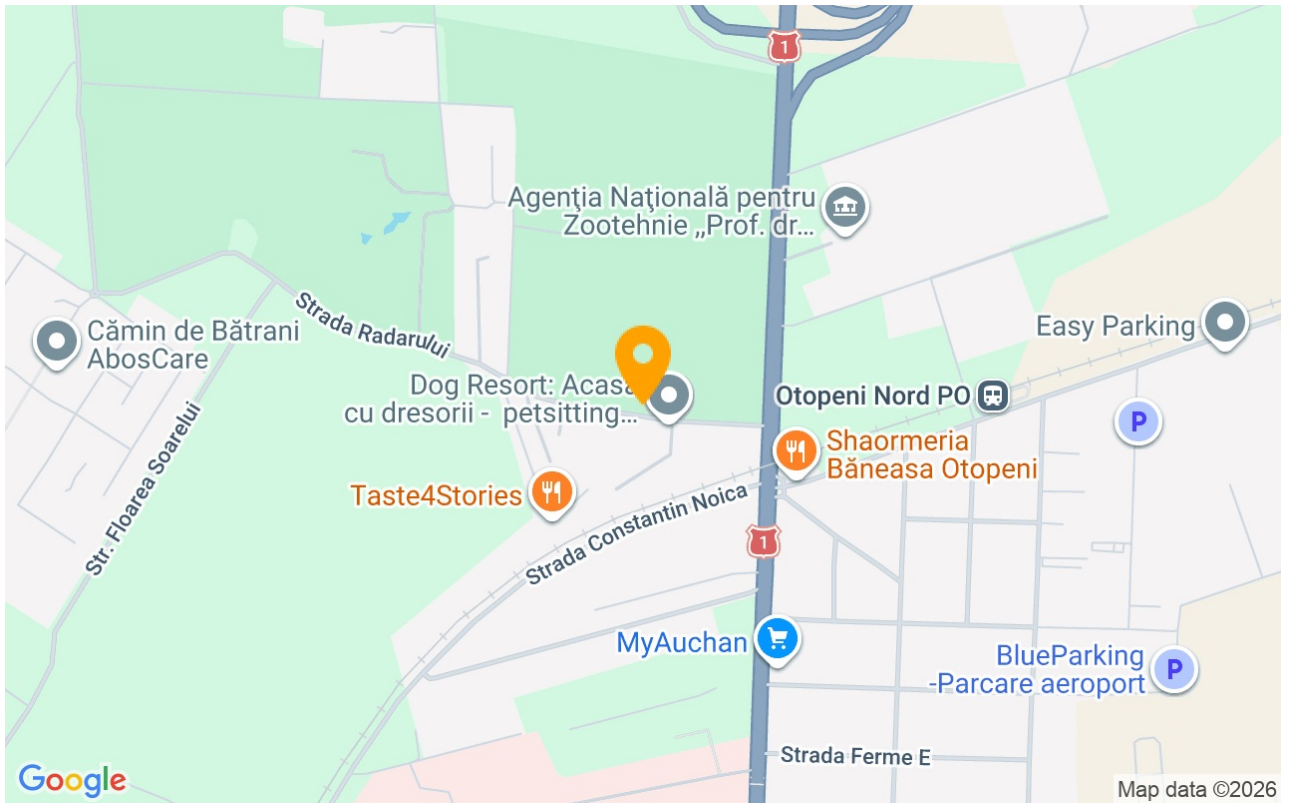 1
Agenţia Naţională pentru
Zootehnie „Prof. dr...
Strada Radarului
Cămin de Bătrani
AbosCare
Easy Parking
Dog Resort: Acasă
cu dresorii - petsitting...
Otopeni Nord PO
P
Shaormeria
Băneasa Otopeni
Str. Floarea Soarelui
Taste4Stories
Strada Constantin Noica
1
MyAuchan
BlueParking
-Parcare aeroport
P
Strada Ferme E
Google
Map data ©2026